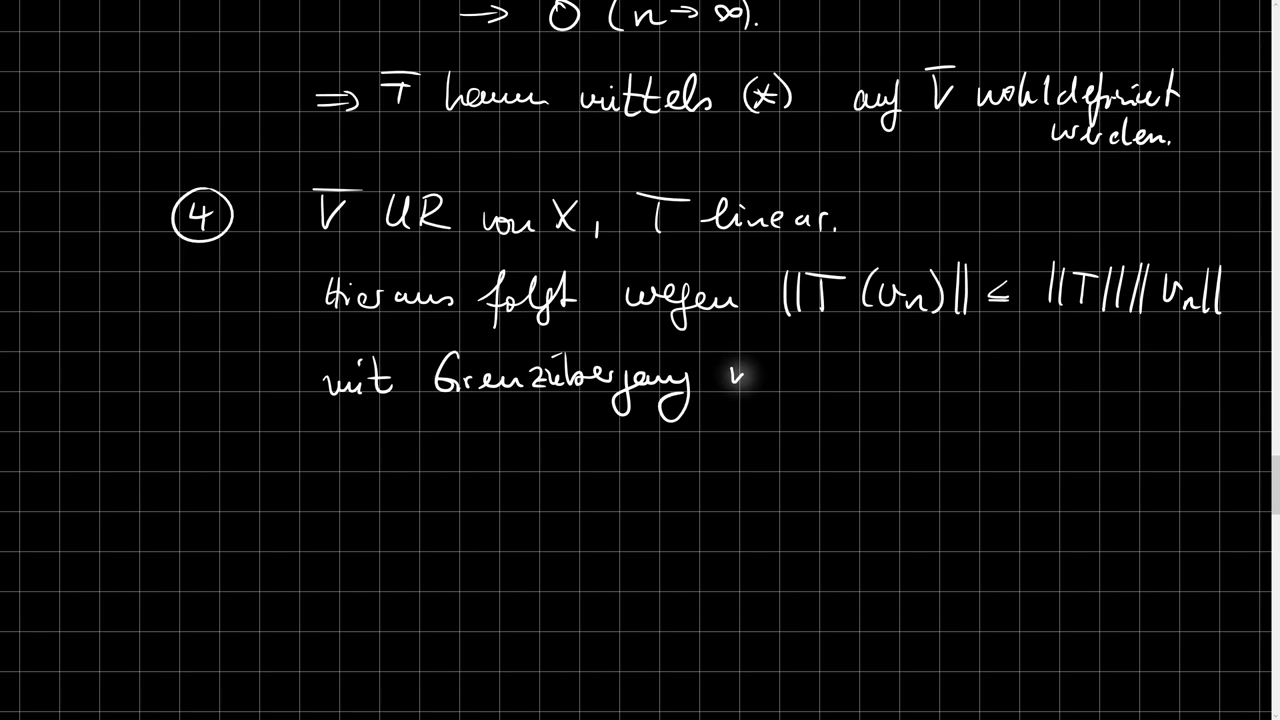 → 0 (n → ∞).
⇒ T̅ kann mittels (*) auf V̅ wohldefiniert
werden.
④ V̅ UR von X, T̅ linear.
Hieraus folgt wegen ||T(vₙ)|| ≤ ||T|| ||vₙ||
mit Grenzübergang